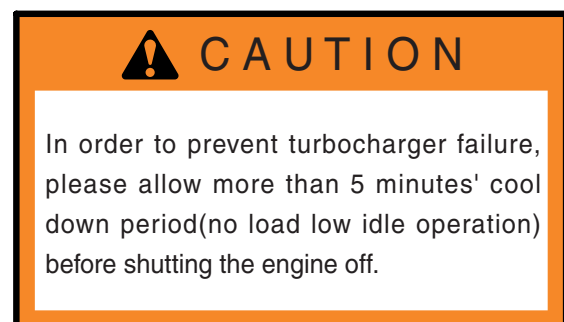 CAUTION
In order to prevent turbocharger failure,
please allow more than 5 minutes' cool
down period(no load low idle operation)
before shutting the engine off.